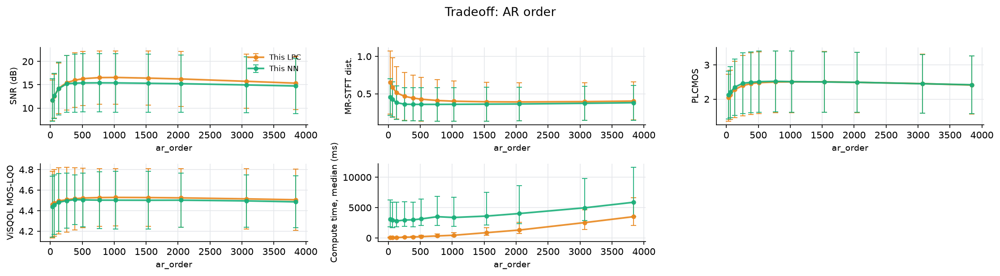 Tradeoff: AR order
SNR (dB)
20
15
10
This LPC
This NN
0 500 1000 1500 2000 2500 3000 3500 4000
ar_order
MR-STFT dist.
1.0
0.5
0 500 1000 1500 2000 2500 3000 3500 4000
ar_order
PLCMOS
3
2
0 500 1000 1500 2000 2500 3000 3500 4000
ar_order
ViSQOL MOS-LQO
4.8
4.6
4.4
4.2
0 500 1000 1500 2000 2500 3000 3500 4000
ar_order
Compute time, median (ms)
10000
5000
0
0 500 1000 1500 2000 2500 3000 3500 4000
ar_order